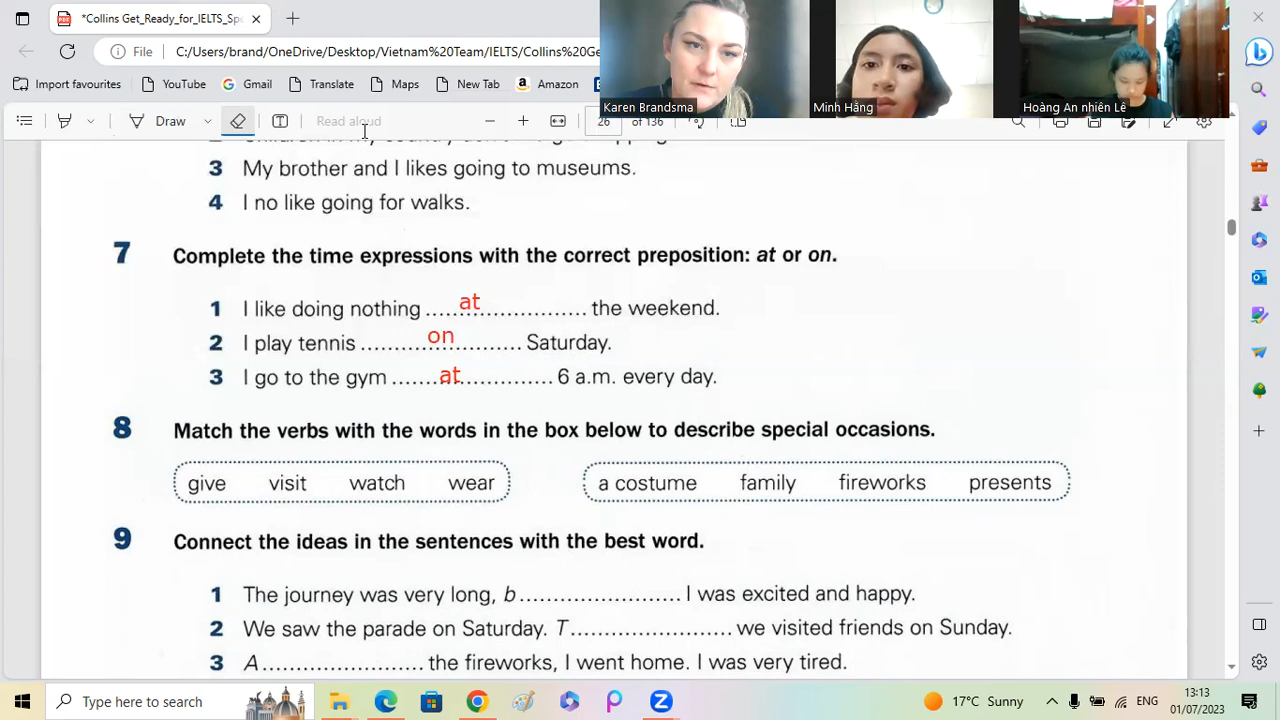 *Collins Get_Ready_for_IELTS_Sp
File C:/Users/brand/OneDrive/Desktop/Vietnam%20Team/IELTS/Collins%20Ge
Import favourites YouTube Gmail Translate Maps New Tab Amazon
Karen Brandsma Minh Hằng Hoàng An nhiên Lê
Draw Read aloud 26 of 136
3 My brother and I likes going to museums.
4 I no like going for walks.
7 Complete the time expressions with the correct preposition: at or on.
1 I like doing nothing ........at........ the weekend.
2 I play tennis ........on........ Saturday.
3 I go to the gym ........at........ 6 a.m. every day.
8 Match the verbs with the words in the box below to describe special occasions.
give visit watch wear a costume family fireworks presents
9 Connect the ideas in the sentences with the best word.
1 The journey was very long, b........................ I was excited and happy.
2 We saw the parade on Saturday. T........................ we visited friends on Sunday.
3 A........................ the fireworks, I went home. I was very tired.
Type here to search 17°C Sunny ENG 13:13
01/07/2023